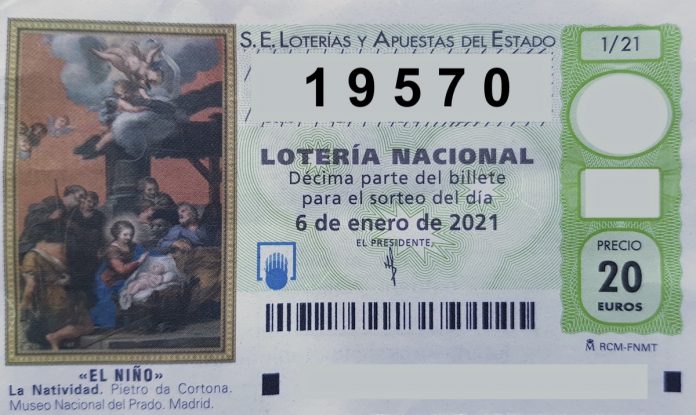 S.E. LOTERÍAS Y APUESTAS DEL ESTADO
1/21
19570
LOTERÍA NACIONAL
Décima parte del billete
para el sorteo del día
6 de enero de 2021
EL PRESIDENTE,
PRECIO
20
EUROS
RCM-FNMT
«EL NIÑO»
La Natividad. Pietro da Cortona.
Museo Nacional del Prado. Madrid.